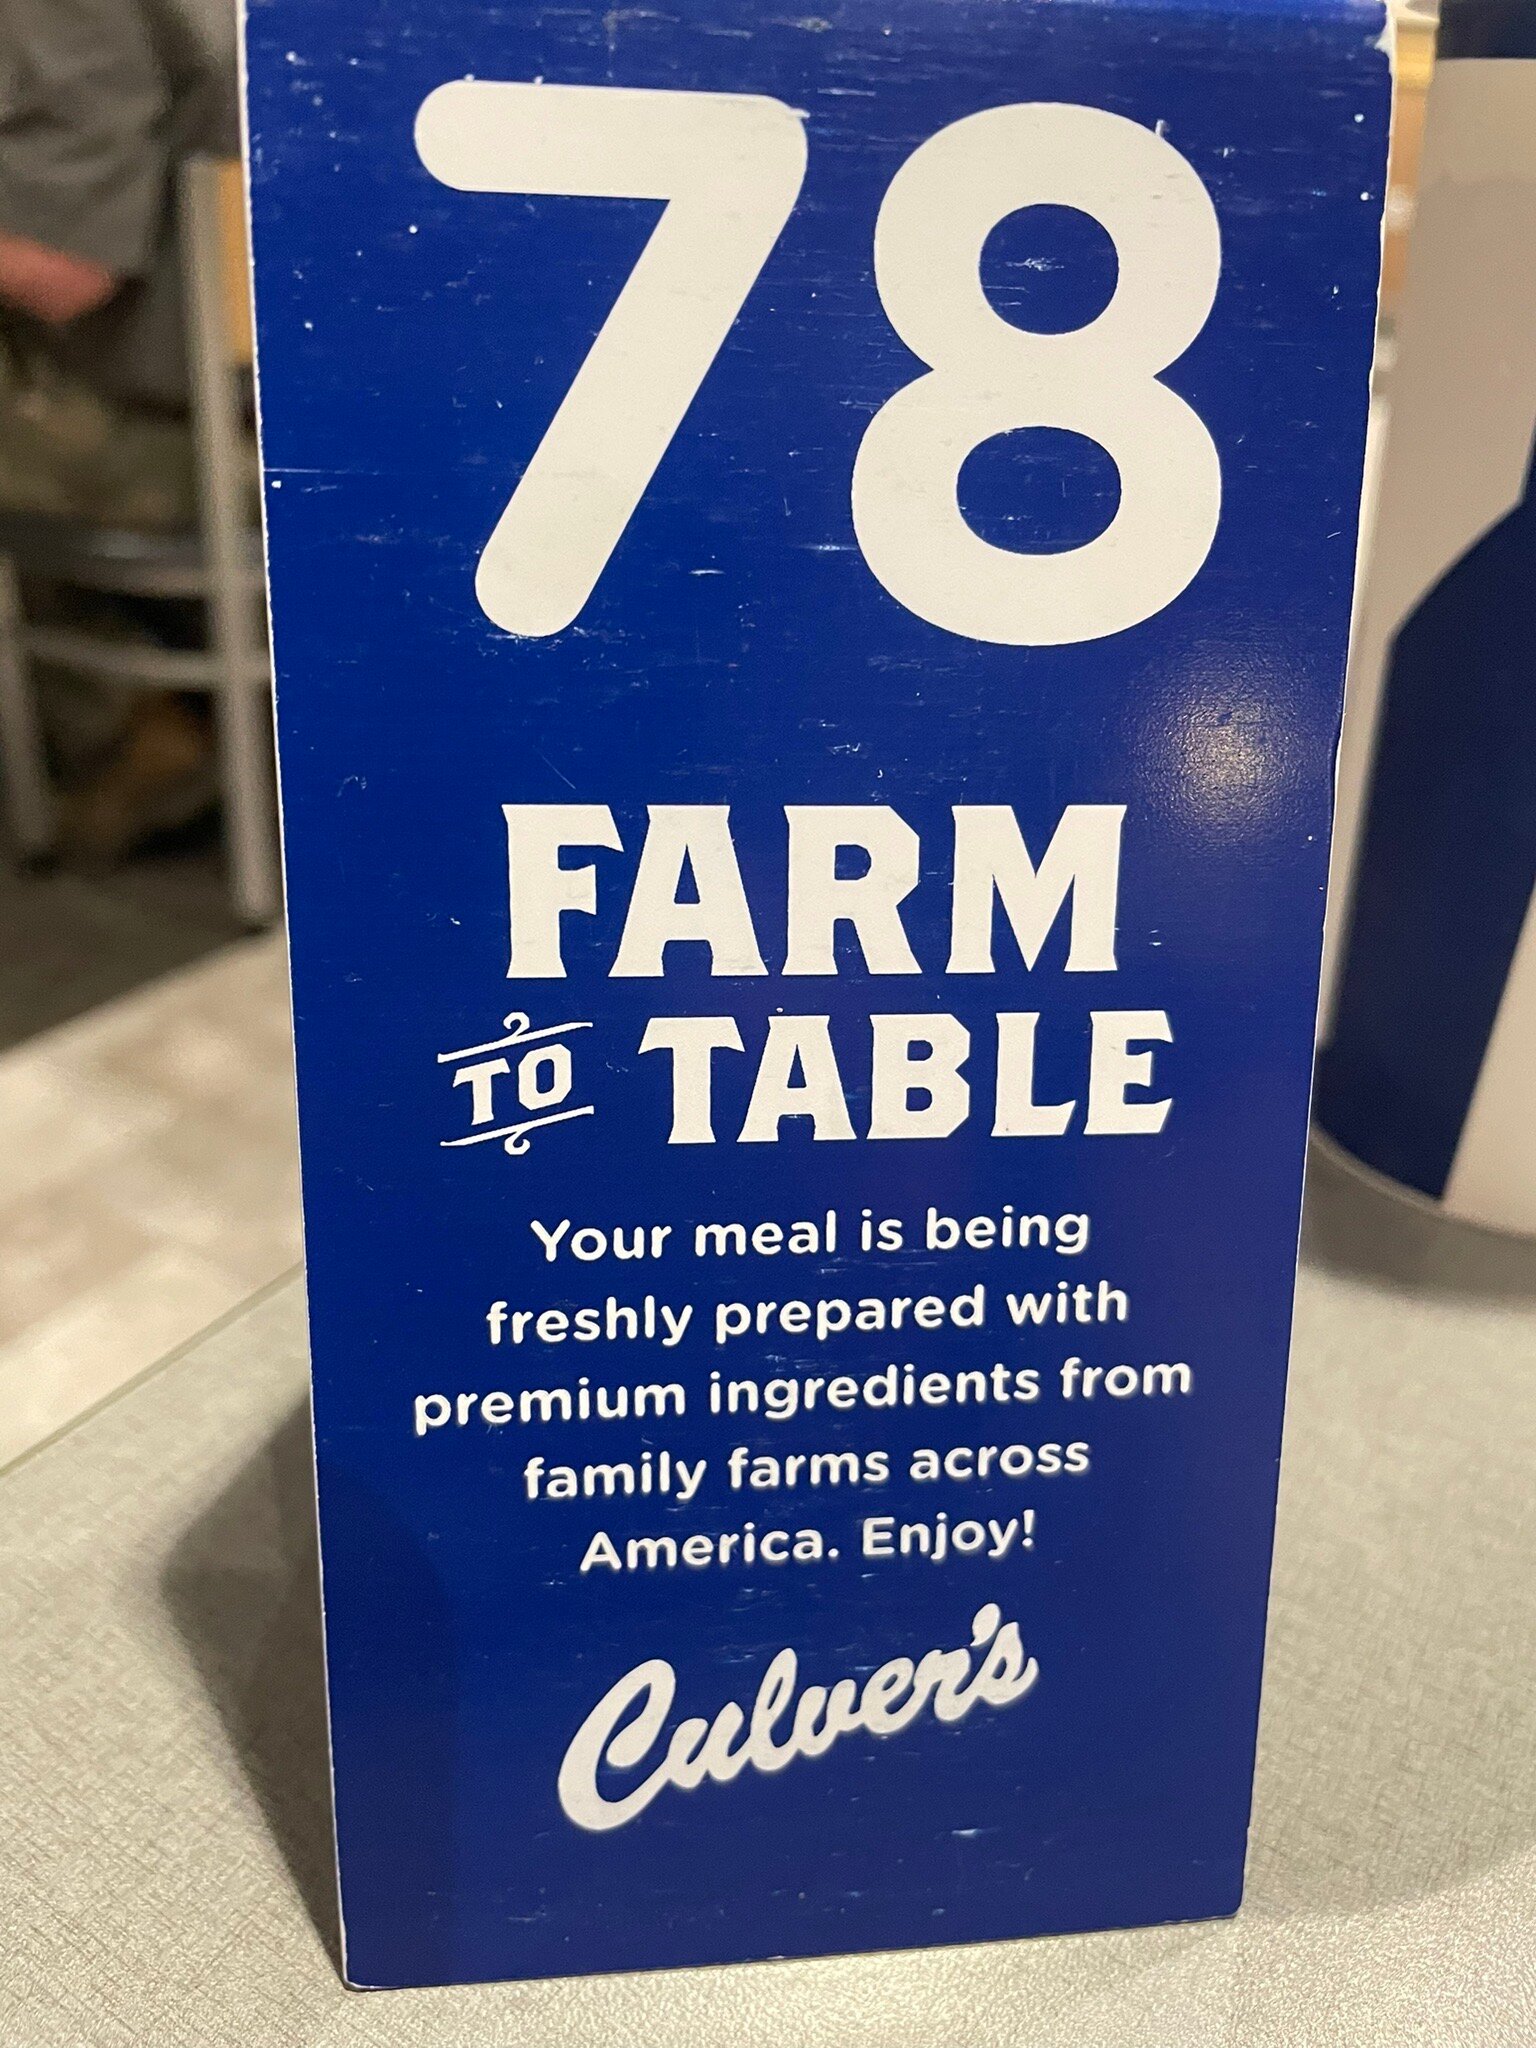 78
FARM
TO TABLE
Your meal is being
freshly prepared with
premium ingredients from
family farms across
America. Enjoy!
Culver's